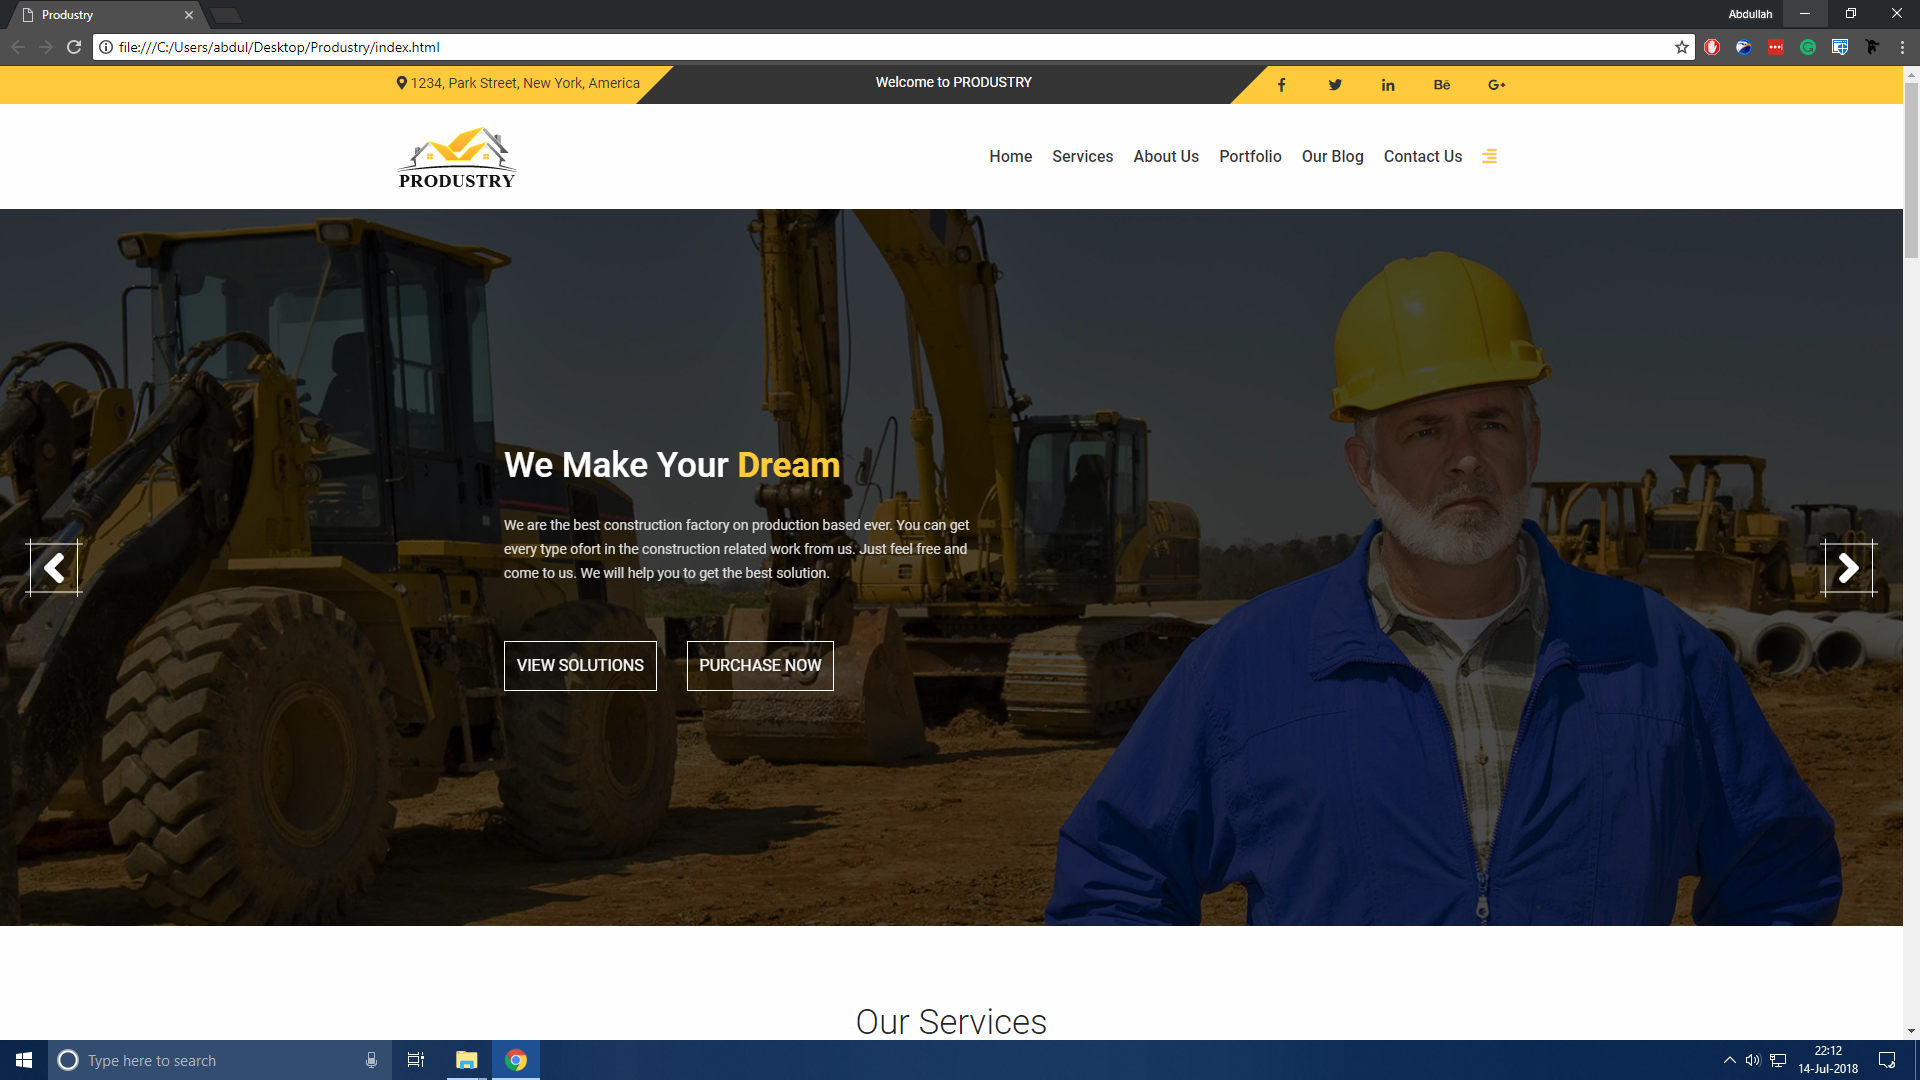 Produstry
Abdullah
file:///C:/Users/abdul/Desktop/Produstry/index.html
1234, Park Street, New York, America
Welcome to PRODUSTRY
Bē
G+
PRODUSTRY
Home
Services
About Us
Portfolio
Our Blog
Contact Us
We Make Your Dream
We are the best construction factory on production based ever. You can get
every type ofort in the construction related work from us. Just feel free and
come to us. We will help you to get the best solution.
VIEW SOLUTIONS
PURCHASE NOW
Our Services
Type here to search
22:12
14-Jul-2018